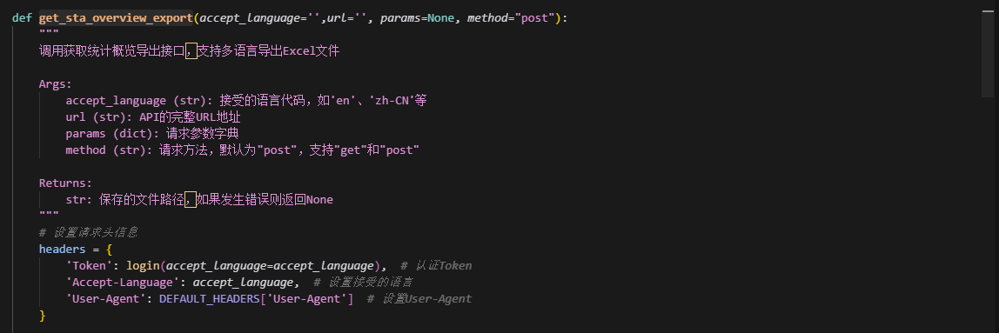 def get_sta_overview_export(accept_language='',url='', params=None, method="post"):
"""
调用获取统计概览导出接口，支持多语言导出Excel文件
Args:
accept_language (str): 接受的语言代码，如'en'、'zh-CN'等
url (str): API的完整URL地址
params (dict): 请求参数字典
method (str): 请求方法，默认为"post"，支持"get"和"post"
Returns:
str: 保存的文件路径，如果发生错误则返回None
"""
# 设置请求头信息
headers = {
'Token': login(accept_language=accept_language),  # 认证Token
'Accept-Language': accept_language,  # 设置接受的语言
'User-Agent': DEFAULT_HEADERS['User-Agent']  # 设置User-Agent
}